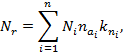 N_r = \sum_{i=1}^{n} N_i n_{a_i} k_{n_i},